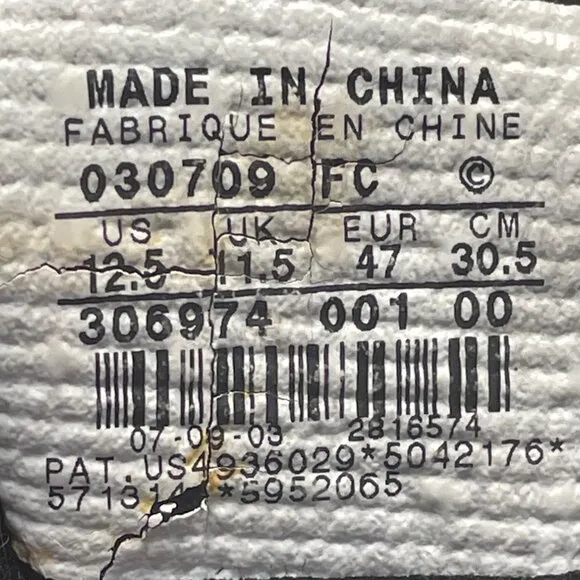 MADE IN CHINA
FABRIQUE EN CHINE
030709 FC ©
US UK EUR CM
12.5 11.5 47 30.5
306974 001 00
07-09-03 2816574
PAT.US4936029*5042176*
*5952065